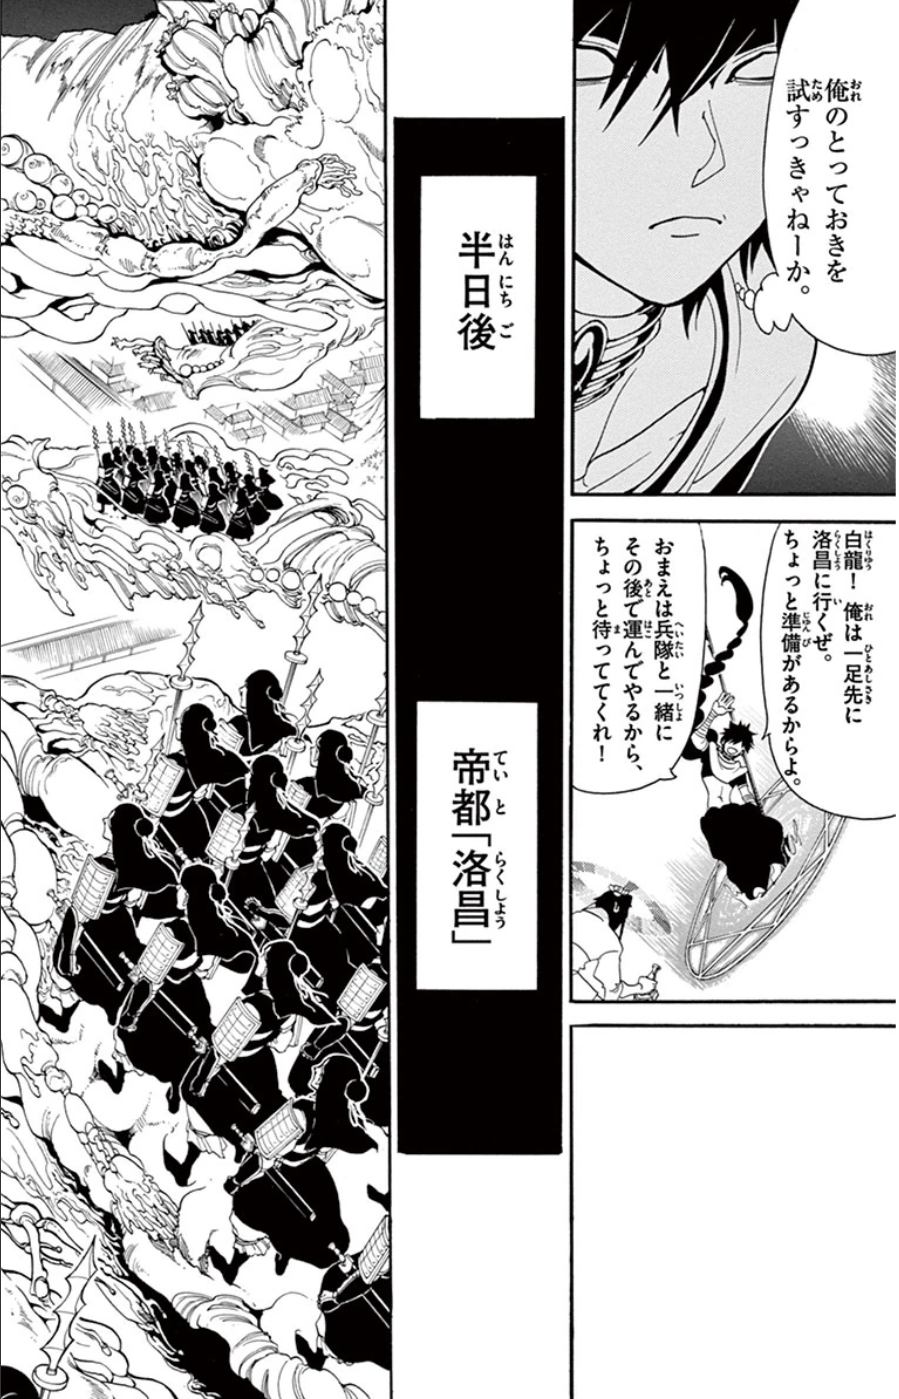 俺のとっておきを
試すっきゃねーか。
白龍！俺は一足先に
洛昌に行くぜ。
ちょっと準備があるからよ。
おまえは兵隊と一緒に
その後で運んでやるから、
ちょっと待っててくれ！
半日後
帝都「洛昌」